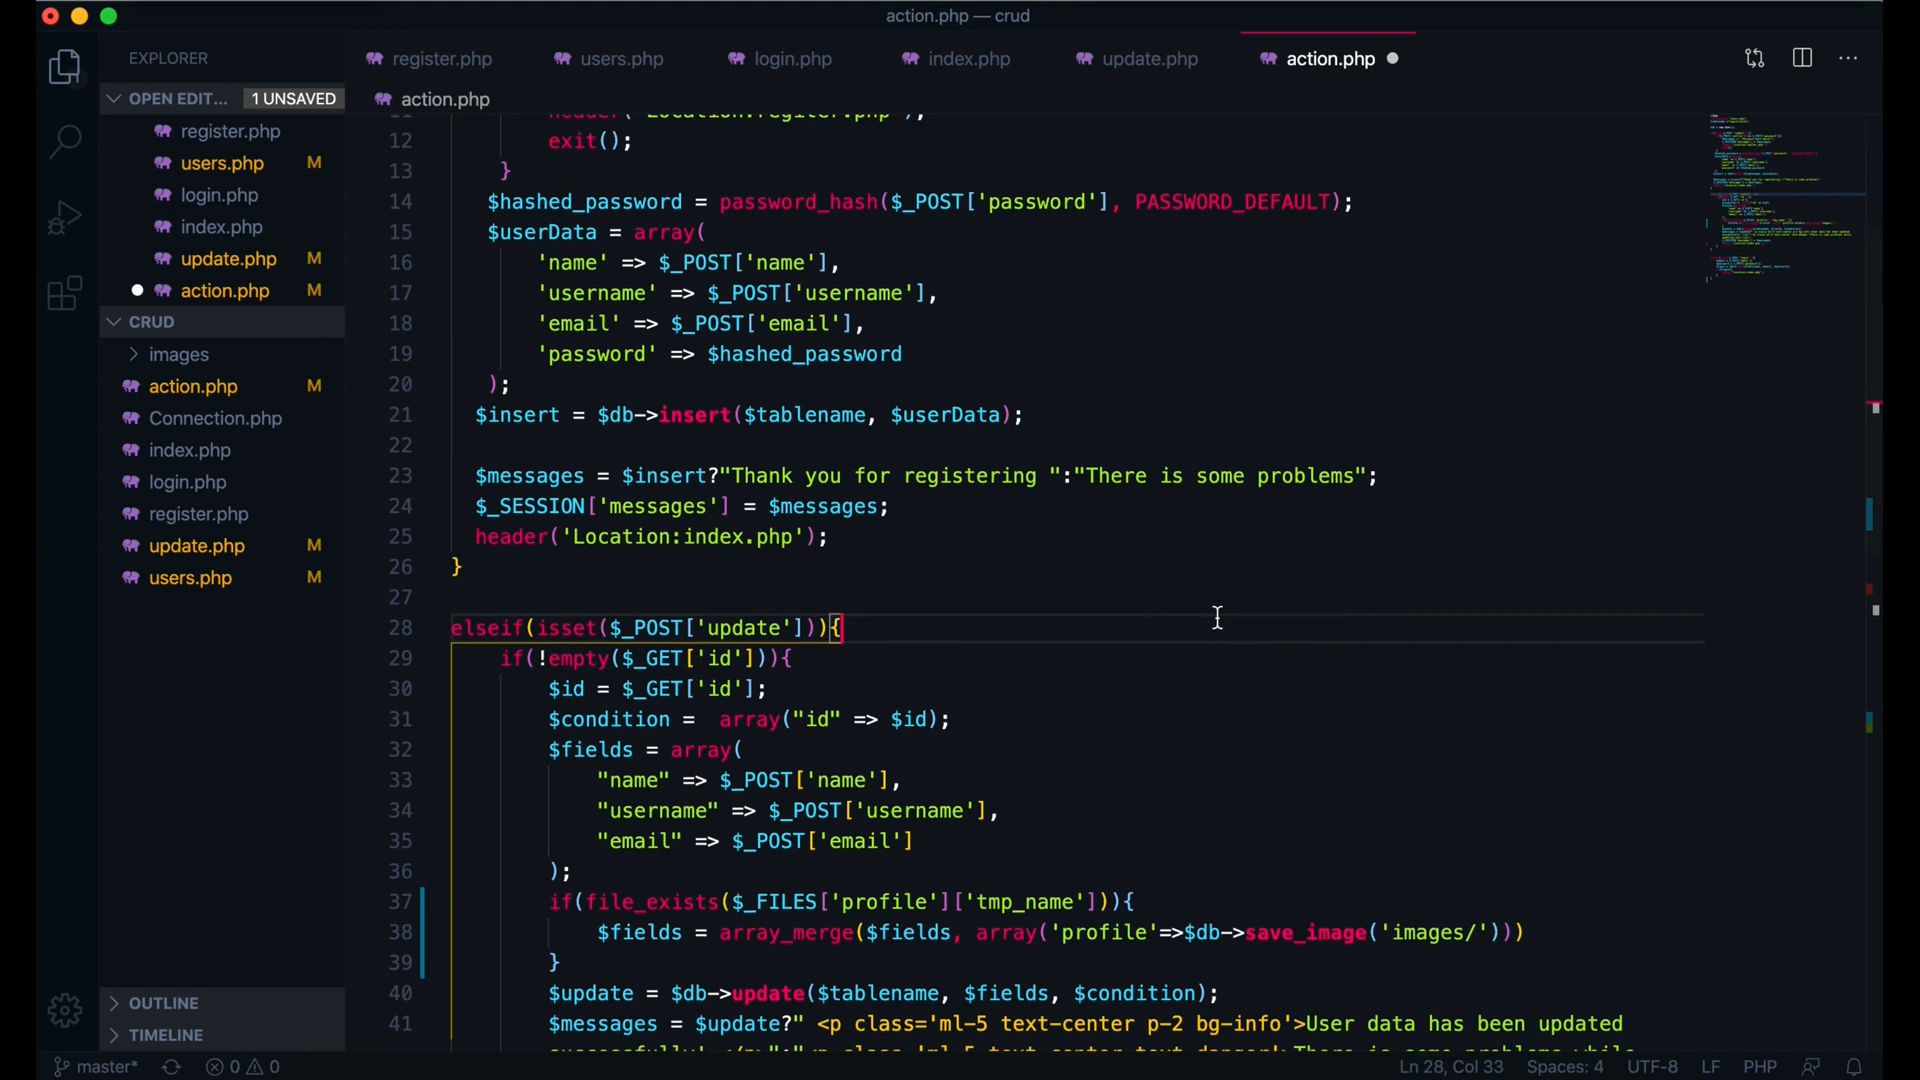 action.php — crud
EXPLORER
register.php
users.php
login.php
index.php
update.php
action.php
OPEN EDIT...
1 UNSAVED
action.php
register.php
users.php M
login.php
index.php
update.php M
action.php M
CRUD
images
action.php M
Connection.php
index.php
login.php
register.php
update.php M
users.php M
OUTLINE
TIMELINE
12 exit();
13 }
14 $hashed_password = password_hash($_POST['password'], PASSWORD_DEFAULT);
15 $userData = array(
16 'name' => $_POST['name'],
17 'username' => $_POST['username'],
18 'email' => $_POST['email'],
19 'password' => $hashed_password
20 );
21 $insert = $db->insert($tablename, $userData);
22
23 $messages = $insert?"Thank you for registering ":"There is some problems";
24 $_SESSION['messages'] = $messages;
25 header('Location:index.php');
26 }
27
28 elseif(isset($_POST['update'])){
29 if(!empty($_GET['id'])){
30 $id = $_GET['id'];
31 $condition =  array("id" => $id);
32 $fields = array(
33 "name" => $_POST['name'],
34 "username" => $_POST['username'],
35 "email" => $_POST['email']
36 );
37 if(file_exists($_FILES['profile']['tmp_name'])){
38 $fields = array_merge($fields, array('profile'=>$db->save_image('images/')))
39 }
40 $update = $db->update($tablename, $fields, $condition);
41 $messages = $update?" <p class='ml-5 text-center p-2 bg-info'>User data has been updated
master*
0 0
Ln 28, Col 33
Spaces: 4
UTF-8
LF
PHP